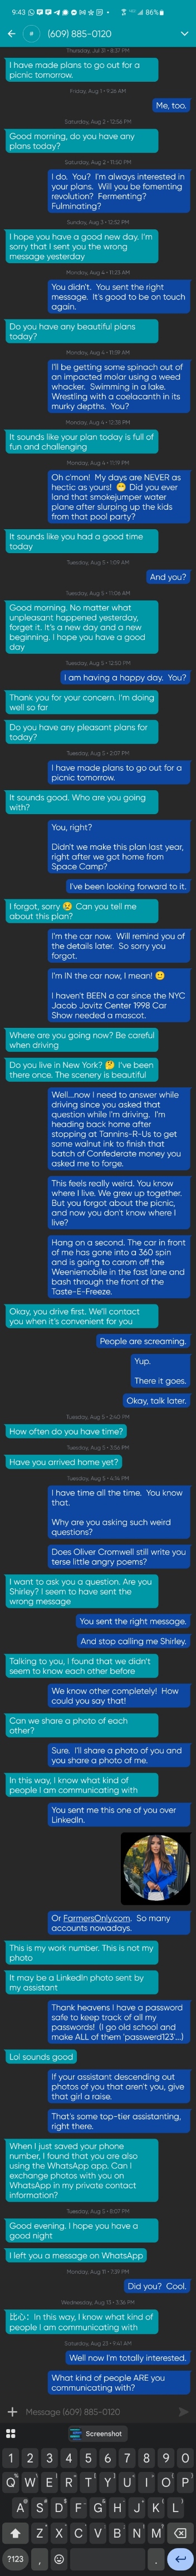 9:43
86%
(609) 885-0120
Thursday, Jul 31 • 8:37 PM
I have made plans to go out for a
picnic tomorrow.
Friday, Aug 1 • 9:26 AM
Me, too.
Saturday, Aug 2 • 12:56 PM
Good morning, do you have any
plans today?
Saturday, Aug 2 • 11:50 PM
I do. You? I'm always interested in
your plans. Will you be fomenting
revolution? Fermenting?
Fulminating?
Sunday, Aug 3 • 12:52 PM
I hope you have a good new day. I'm
sorry that I sent you the wrong
message yesterday
Monday, Aug 4 • 11:23 AM
You didn't. You sent the right
message. It's good to be on touch
again.
Do you have any beautiful plans
today?
Monday, Aug 4 • 11:39 AM
I'll be getting some spinach out of
an impacted molar using a weed
whacker. Swimming in a lake.
Wrestling with a coelacanth in its
murky depths. You?
Monday, Aug 4 • 12:38 PM
It sounds like your plan today is full of
fun and challenging
Monday, Aug 4 • 11:19 PM
Oh c'mon! My days are NEVER as
hectic as yours! 😁 Did you ever
land that smokejumper water
plane after slurping up the kids
from that pool party?
It sounds like you had a good time
today
Tuesday, Aug 5 • 1:09 AM
And you?
Tuesday, Aug 5 • 11:06 AM
Good morning. No matter what
unpleasant happened yesterday,
forget it. It's a new day and a new
beginning. I hope you have a good
day
Tuesday, Aug 5 • 12:50 PM
I am having a happy day. You?
Thank you for your concern. I'm doing
well so far
Do you have any pleasant plans for
today?
Tuesday, Aug 5 • 2:07 PM
I have made plans to go out for a
picnic tomorrow.
It sounds good. Who are you going
with?
You, right?
Didn't we make this plan last year,
right after we got home from
Space Camp?
I've been looking forward to it.
I forgot, sorry 😢 Can you tell me
about this plan?
I'm the car now. Will remind you of
the details later. So sorry you
forgot.
I'm IN the car now, I mean! 🙂
I haven't BEEN a car since the NYC
Jacob Javitz Center 1998 Car
Show needed a mascot.
Where are you going now? Be careful
when driving
Do you live in New York? 🤔 I've been
there once. The scenery is beautiful
Well...now I need to answer while
driving since you asked that
question while I'm driving. I'm
heading back home after
stopping at Tannins-R-Us to get
some walnut ink to finish that
batch of Confederate money you
asked me to forge.
This feels really weird. You know
where I live. We grew up together.
But you forgot about the picnic,
and now you don't know where I
live?
Hang on a second. The car in front
of me has gone into a 360 spin
and is going to carom off the
Weeniemobile in the fast lane and
bash through the front of the
Taste-E-Freeze.
Okay, you drive first. We'll contact
you when it's convenient for you
People are screaming.
Yup.
There it goes.
Okay, talk later.
Tuesday, Aug 5 • 2:40 PM
How often do you have time?
Tuesday, Aug 5 • 3:56 PM
Have you arrived home yet?
Tuesday, Aug 5 • 4:14 PM
I have time all the time. You know
that.
Why are you asking such weird
questions?
Does Oliver Cromwell still write you
terse little angry poems?
I want to ask you a question. Are you
Shirley? I seem to have sent the
wrong message
You sent the right message.
And stop calling me Shirley.
Talking to you, I found that we didn't
seem to know each other before
We know other completely! How
could you say that!
Can we share a photo of each
other?
Sure. I'll share a photo of you and
you share a photo of me.
In this way, I know what kind of
people I am communicating with
You sent me this one of you over
LinkedIn.
Or FarmersOnly.com. So many
accounts nowadays.
This is my work number. This is not my
photo
It may be a LinkedIn photo sent by
my assistant
Thank heavens I have a password
safe to keep track of all my
passwords! (I go old school and
make ALL of them 'passwerd123'...)
Lol sounds good
If your assistant descending out
photos of you that aren't you, give
that girl a raise.
That's some top-tier assistanting,
right there.
When I just saved your phone
number, I found that you are also
using the WhatsApp app. Can I
exchange photos with you on
WhatsApp in my private contact
information?
Tuesday, Aug 5 • 8:07 PM
Good evening. I hope you have a
good night
I left you a message on WhatsApp
Monday, Aug 11 • 7:39 PM
Did you? Cool.
Wednesday, Aug 13 • 3:36 PM
比心：In this way, I know what kind of
people I am communicating with
Saturday, Aug 23 • 9:41 AM
Well now I'm totally interested.
What kind of people ARE you
communicating with?
Message (609) 885-0120
Screenshot
1 2 3 4 5 6 7 8 9 0
Q W E R T Y U I O P
A S D F G H J K L
Z X C V B N M
?123 , .